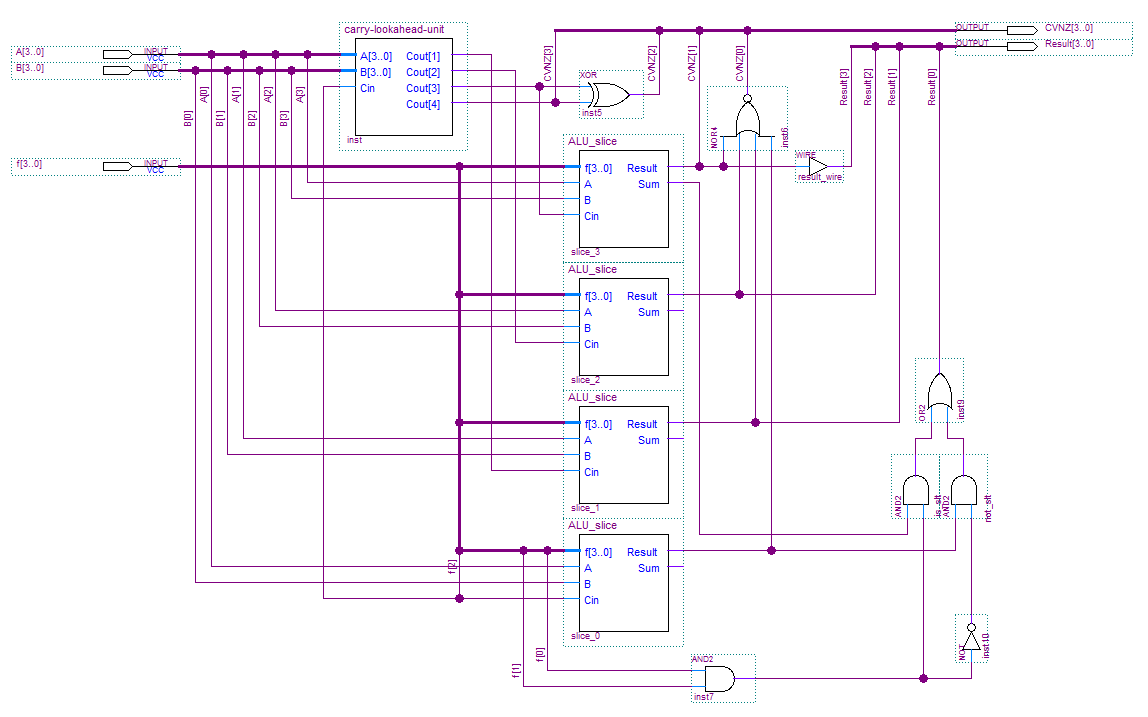 carry-lookahead-unit
A[3..0] INPUT VCC
B[3..0] INPUT VCC
A[3..0] Cout[1]
B[3..0] Cout[2]
Cin Cout[3]
Cout[4]
inst
B[0]
A[0]
B[1]
A[1]
B[2]
A[2]
B[3]
A[3]
CVNZ[3]
CVNZ[2]
CVNZ[1]
CVNZ[0]
OUTPUT CVNZ[3..0]
OUTPUT Result[3..0]
Result[3]
Result[2]
Result[1]
Result[0]
XOR
inst5
NOR4
inst6
WIRE
result_wire
f[3..0] INPUT VCC
ALU_slice
f[3..0] Result
A Sum
B
Cin
slice_3
ALU_slice
f[3..0] Result
A Sum
B
Cin
slice_2
ALU_slice
f[3..0] Result
A Sum
B
Cin
slice_1
ALU_slice
f[3..0] Result
A Sum
B
Cin
slice_0
f[2]
f[1]
f[0]
OR2
inst9
AND2
is_slt
AND2
not_slt
NOT
inst10
AND2
inst7